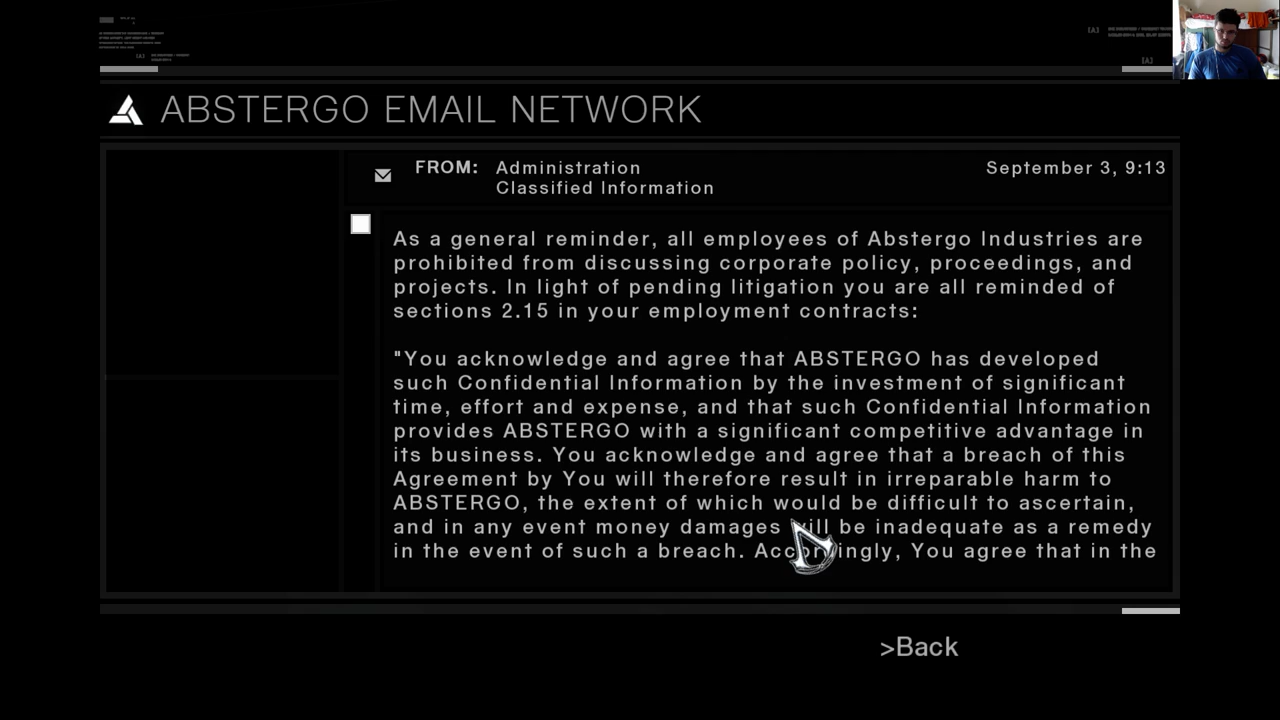 ABSTERGO EMAIL NETWORK
FROM: Administration
September 3, 9:13
Classified Information
As a general reminder, all employees of Abstergo Industries are
prohibited from discussing corporate policy, proceedings, and
projects. In light of pending litigation you are all reminded of
sections 2.15 in your employment contracts:
"You acknowledge and agree that ABSTERGO has developed
such Confidential Information by the investment of significant
time, effort and expense, and that such Confidential Information
provides ABSTERGO with a significant competitive advantage in
its business. You acknowledge and agree that a breach of this
Agreement by You will therefore result in irreparable harm to
ABSTERGO, the extent of which would be difficult to ascertain,
and in any event money damages will be inadequate as a remedy
in the event of such a breach. Accordingly, You agree that in the
>Back